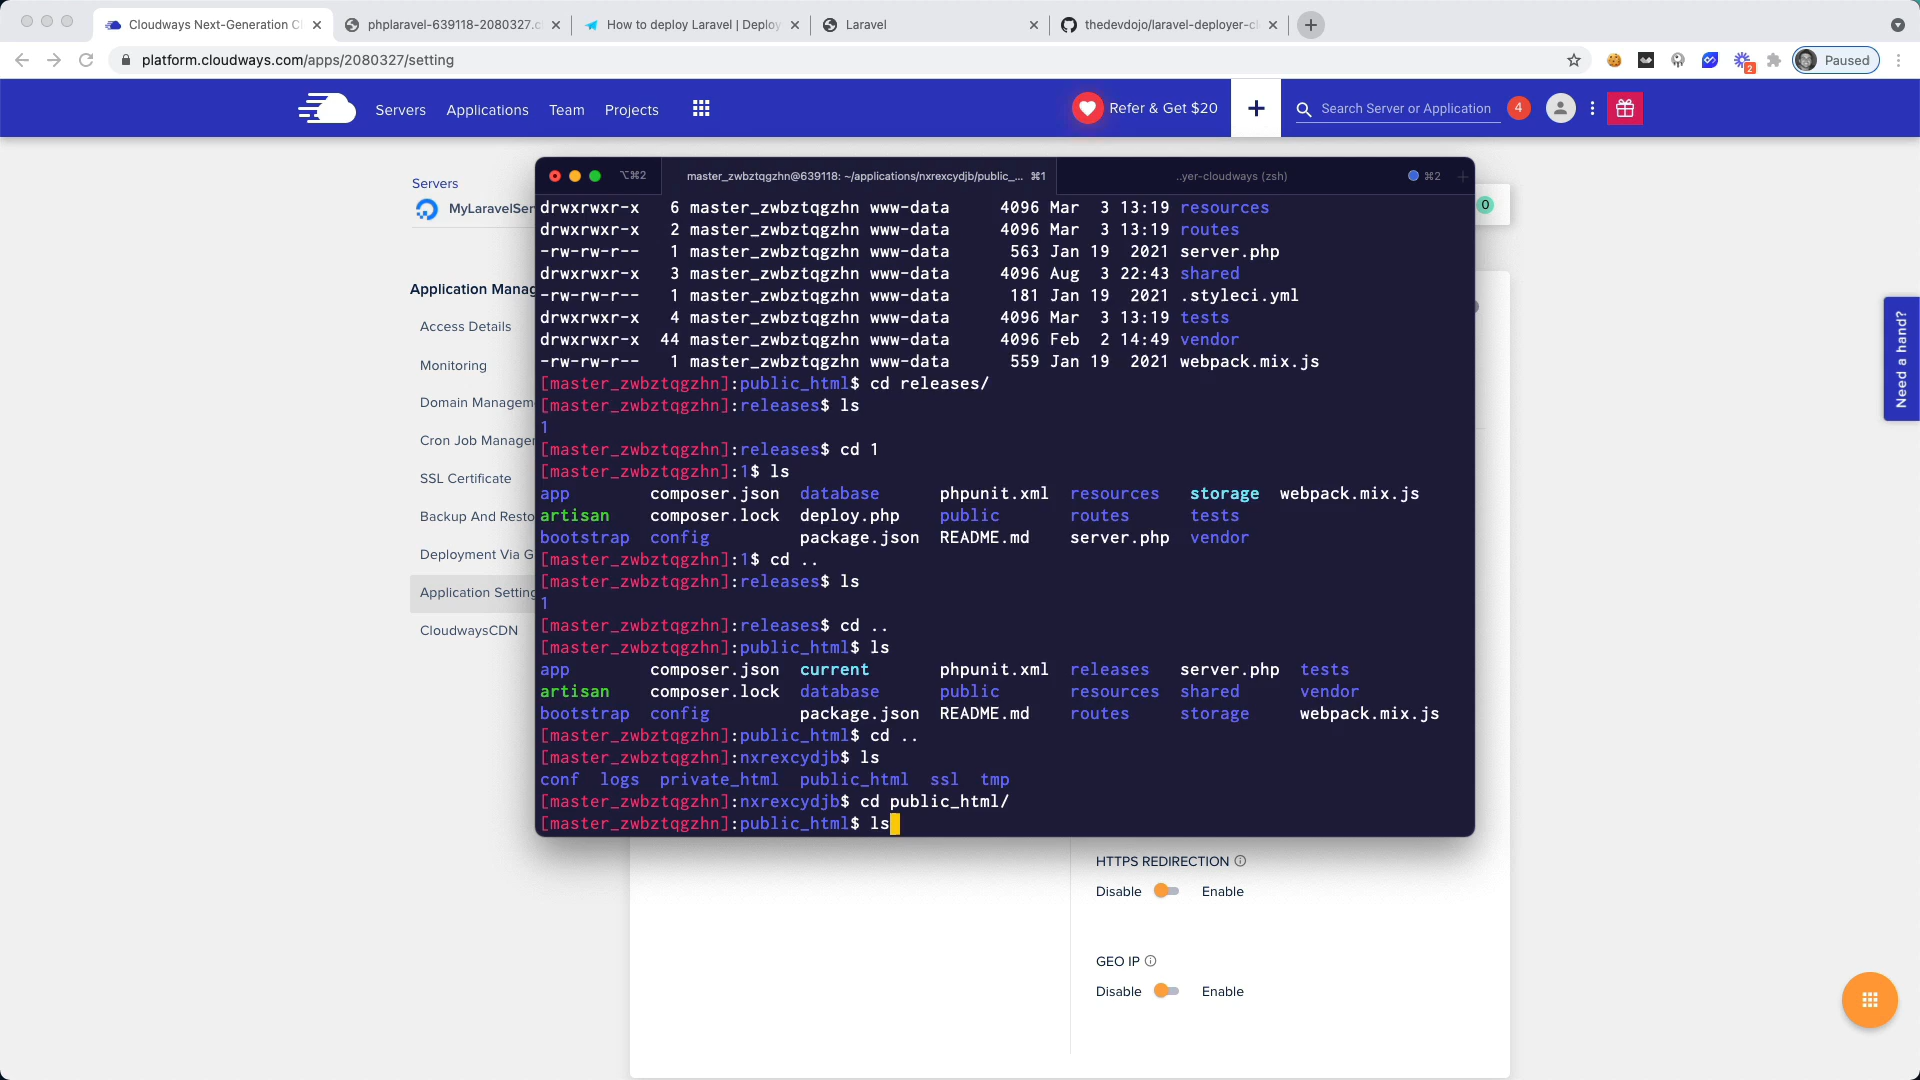 Cloudways Next-Generation C
phplaravel-639118-2080327.c
How to deploy Laravel | Deploy
Laravel
thedevdojo/laravel-deployer-cl
platform.cloudways.com/apps/2080327/setting
2
Paused
Servers Applications Team Projects
Refer & Get $20
+
Search Server or Application
4
Servers
MyLaravelSer
0
Application Manag
Access Details
Monitoring
Domain Managem
Cron Job Manager
SSL Certificate
Backup And Resto
Deployment Via G
Application Setting
CloudwaysCDN
⌥⌘2
master_zwbztqgzhn@639118: ~/applications/nxrexcydjb/public_... ⌘1
..yer-cloudways (zsh)
⌘2
drwxrwxr-x 6 master_zwbztqgzhn www-data 4096 Mar 3 13:19 resources
drwxrwxr-x 2 master_zwbztqgzhn www-data 4096 Mar 3 13:19 routes
-rw-rw-r-- 1 master_zwbztqgzhn www-data 563 Jan 19 2021 server.php
drwxrwxr-x 3 master_zwbztqgzhn www-data 4096 Aug 3 22:43 shared
-rw-rw-r-- 1 master_zwbztqgzhn www-data 181 Jan 19 2021 .styleci.yml
drwxrwxr-x 4 master_zwbztqgzhn www-data 4096 Mar 3 13:19 tests
drwxrwxr-x 44 master_zwbztqgzhn www-data 4096 Feb 2 14:49 vendor
-rw-rw-r-- 1 master_zwbztqgzhn www-data 559 Jan 19 2021 webpack.mix.js
[master_zwbztqgzhn]:public_html$ cd releases/
[master_zwbztqgzhn]:releases$ ls
1
[master_zwbztqgzhn]:releases$ cd 1
[master_zwbztqgzhn]:1$ ls
app composer.json database phpunit.xml resources storage webpack.mix.js
artisan composer.lock deploy.php public routes tests
bootstrap config package.json README.md server.php vendor
[master_zwbztqgzhn]:1$ cd ..
[master_zwbztqgzhn]:releases$ ls
1
[master_zwbztqgzhn]:releases$ cd ..
[master_zwbztqgzhn]:public_html$ ls
app composer.json current phpunit.xml releases server.php tests
artisan composer.lock database public resources shared vendor
bootstrap config package.json README.md routes storage webpack.mix.js
[master_zwbztqgzhn]:public_html$ cd ..
[master_zwbztqgzhn]:nxrexcydjb$ ls
conf logs private_html public_html ssl tmp
[master_zwbztqgzhn]:nxrexcydjb$ cd public_html/
[master_zwbztqgzhn]:public_html$ ls
HTTPS REDIRECTION
Disable Enable
GEO IP
Disable Enable
Need a hand?